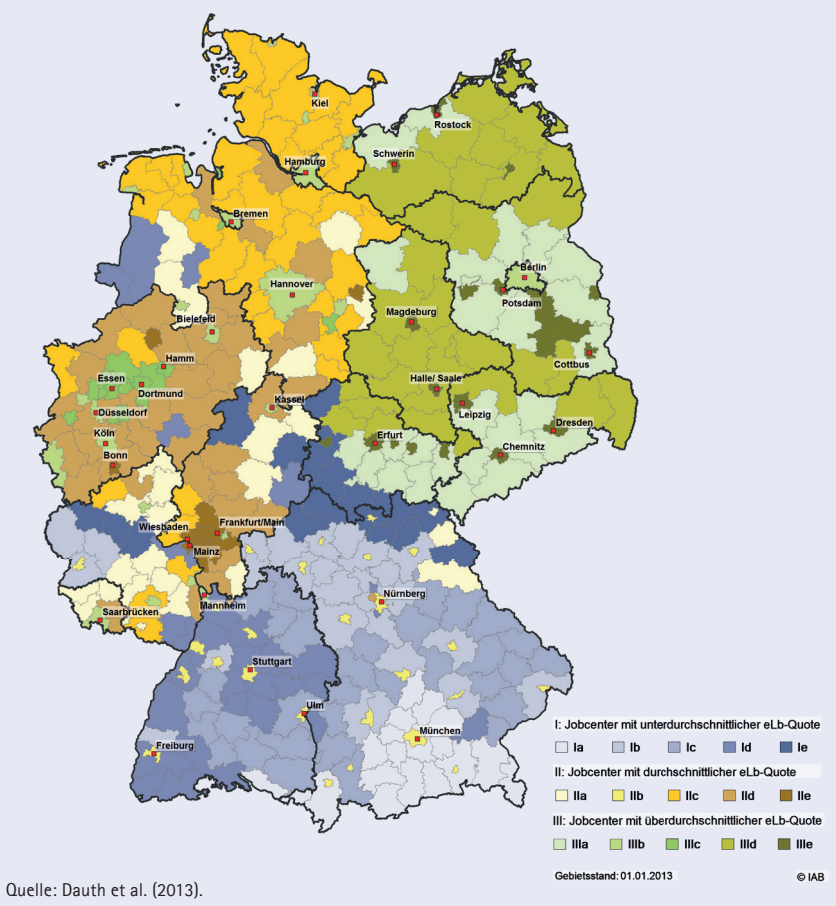 Kiel
Rostock
Schwerin
Hamburg
Bremen
Berlin
Hannover
Potsdam
Magdeburg
Bielefeld
Hamm
Cottbus
Essen
Halle/ Saale
Dortmund
Kassel
Leipzig
Düsseldorf
Dresden
Köln
Erfurt
Chemnitz
Bonn
Wiesbaden
Frankfurt/Main
Mainz
Nürnberg
Mannheim
Saarbrücken
Stuttgart
Ulm
München
Freiburg
I: Jobcenter mit unterdurchschnittlicher eLb-Quote
Ia Ib Ic Id Ie
II: Jobcenter mit durchschnittlicher eLb-Quote
IIa IIb IIc IId IIe
III: Jobcenter mit überdurchschnittlicher eLb-Quote
IIIa IIIb IIIc IIId IIIe
Gebietsstand: 01.01.2013 © IAB
Quelle: Dauth et al. (2013).